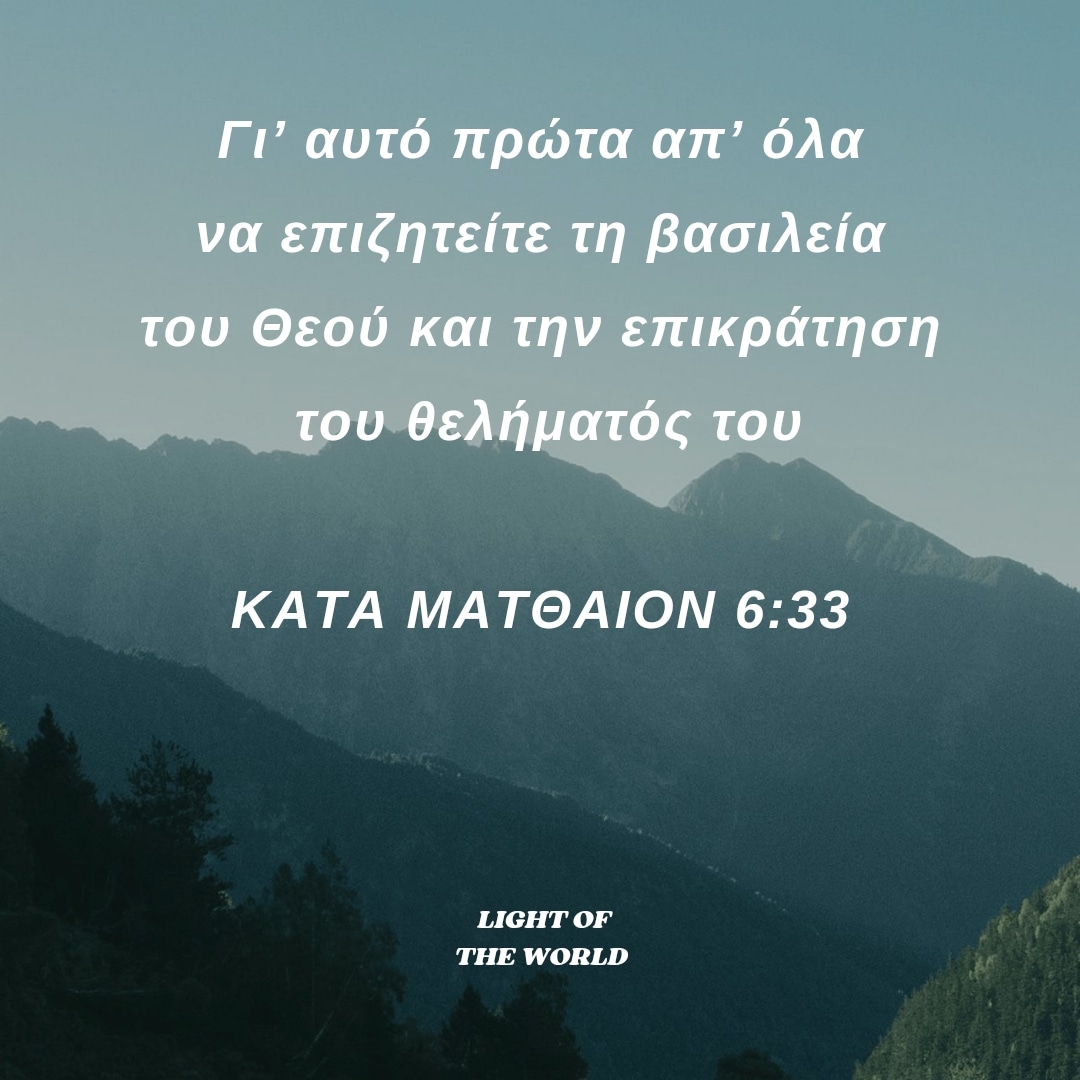 Γι’ αυτό πρώτα απ’ όλα
να επιζητείτε τη βασιλεία
του Θεού και την επικράτηση
του θελήματός του
ΚΑΤΑ ΜΑΤΘΑΙΟΝ 6:33
LIGHT OF
THE WORLD